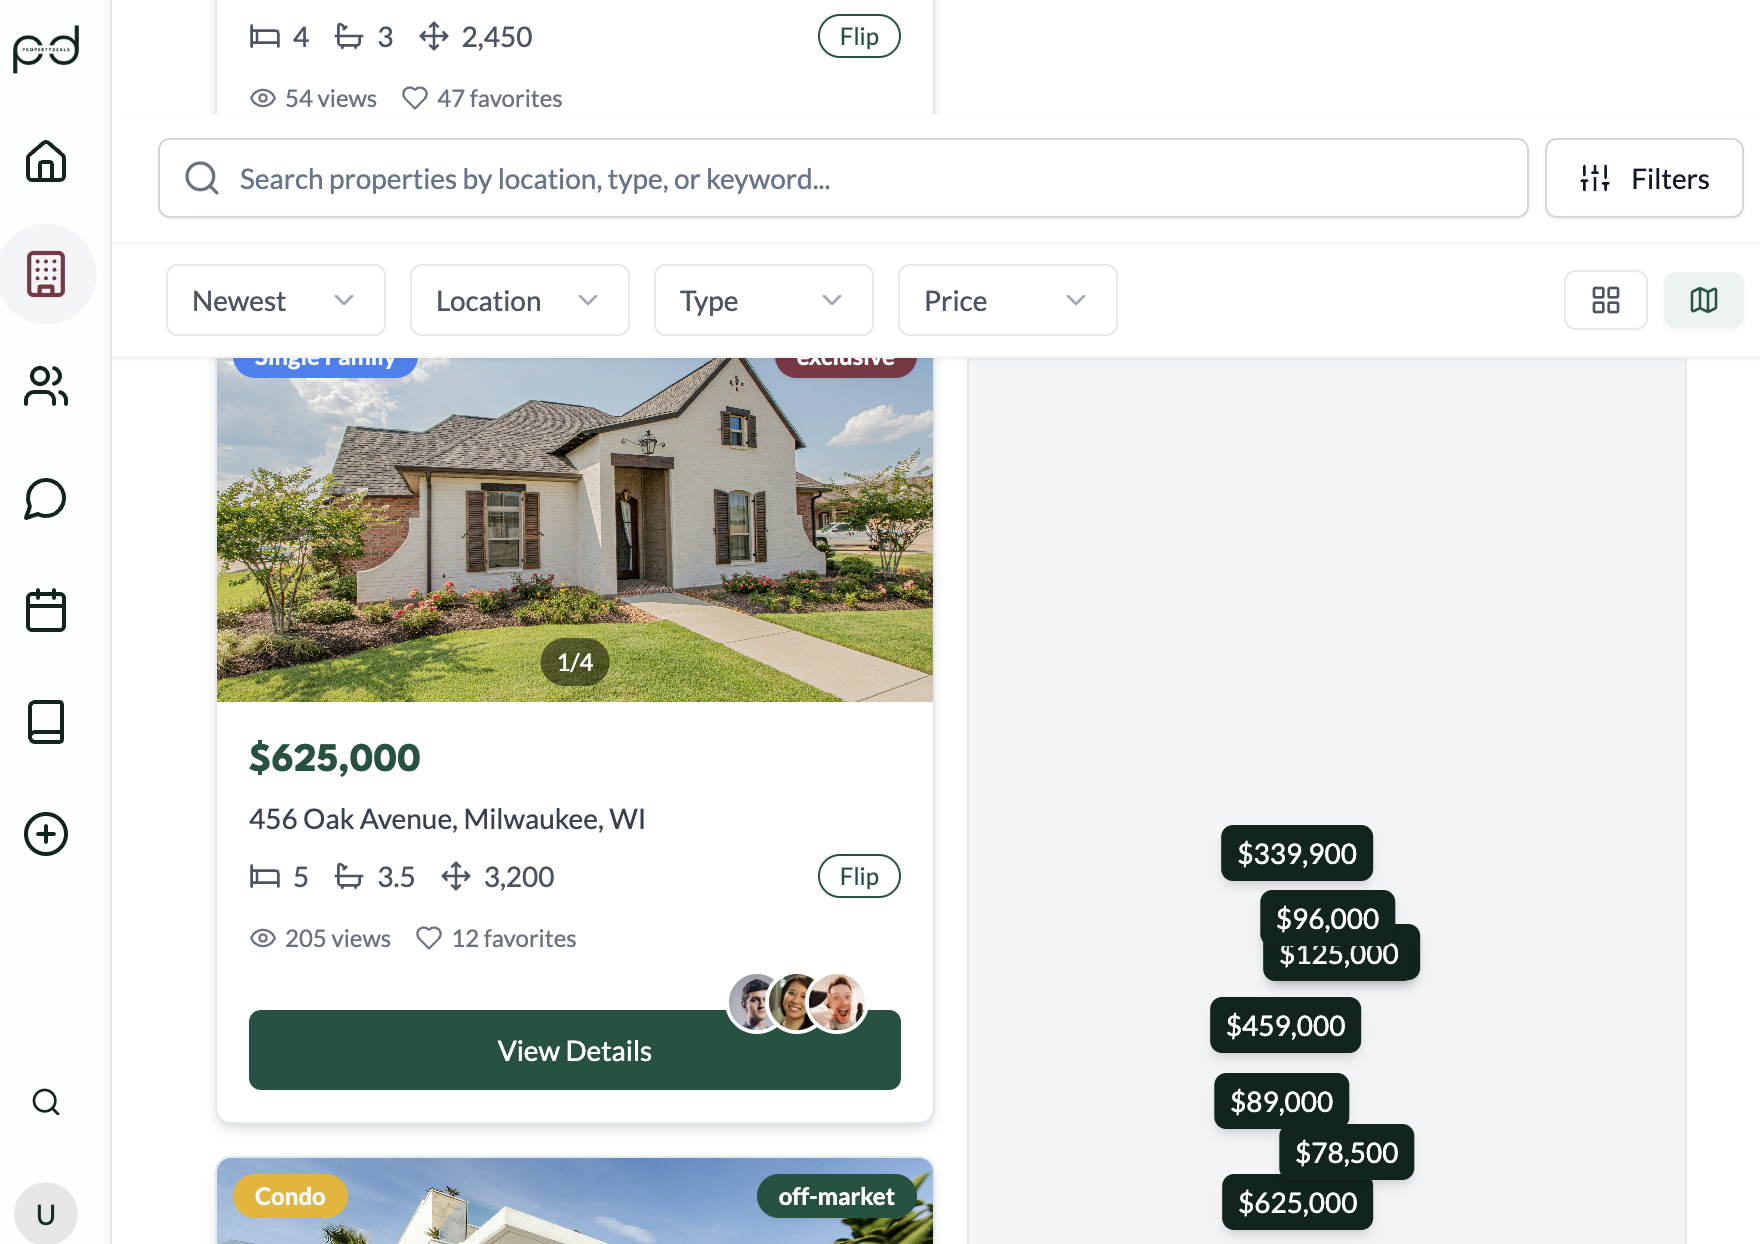 PROPERTYDEALS
4 3 2,450 Flip
54 views 47 favorites
Search properties by location, type, or keyword...
Filters
Newest Location Type Price
Single Family exclusive
1/4
$625,000
456 Oak Avenue, Milwaukee, WI
5 3.5 3,200 Flip
205 views 12 favorites
View Details
Condo off-market
$339,900
$96,000
$125,000
$459,000
$89,000
$78,500
$625,000
U